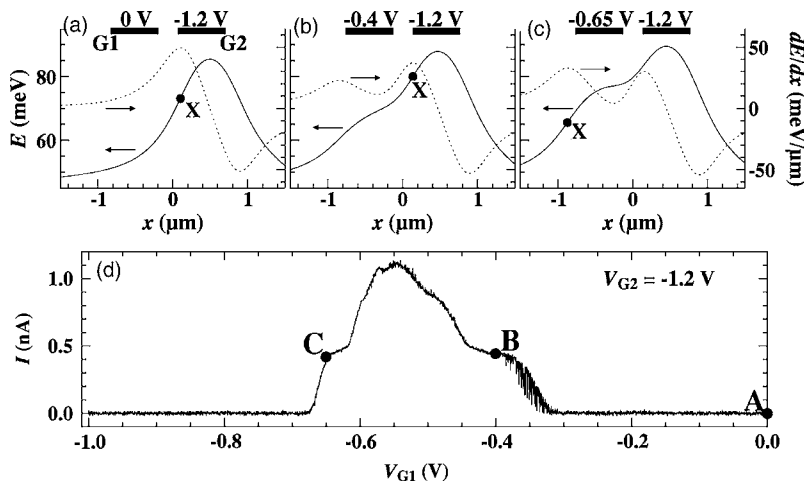 (a) 0 V -1.2 V (b) -0.4 V -1.2 V (c) -0.65 V -1.2 V
G1 G2
80 60
E (meV)
X X X
50 0 -50
dE/dx (meV/μm)
-1 0 1 -1 0 1 -1 0 1
x (μm) x (μm) x (μm)
(d) V_G2 = -1.2 V
1.0
0.5
0.0
I (nA)
C B A
-1.0 -0.8 -0.6 -0.4 -0.2 0.0
V_G1 (V)